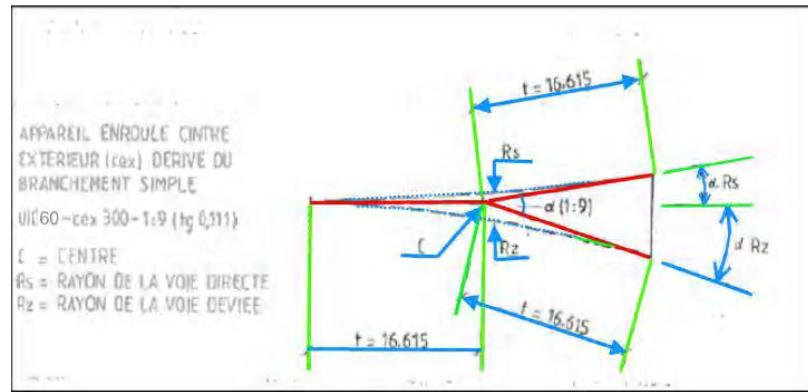 APPAREIL ENROULE CINTRE
EXTERIEUR (cex) DERIVE DU
BRANCHEMENT SIMPLE
UIC60-cex 300-1:9 (tg 0,111)
C = CENTRE
Rs = RAYON DE LA VOIE DIRECTE
Rz = RAYON DE LA VOIE DEVIEE
t = 16.615
Rs
α Rs
α (1:9)
C
Rz
α Rz
t = 16.615
t = 16.615